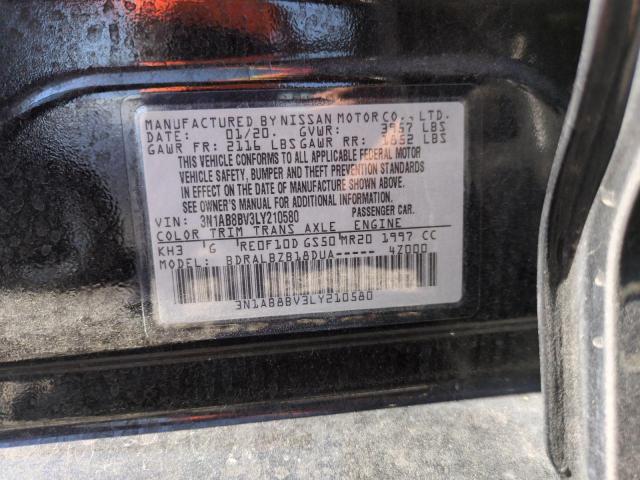 MANUFACTURED BY NISSAN MOTOR CO., LTD.
DATE: 01/20. GVWR: 3957 LBS
GAWR FR: 2116 LBS GAWR RR: 1852 LBS
THIS VEHICLE CONFORMS TO ALL APPLICABLE FEDERAL MOTOR
VEHICLE SAFETY, BUMPER AND THEFT PREVENTION STANDARDS
IN EFFECT ON THE DATE OF MANUFACTURE SHOWN ABOVE.
SEE OWNER'S MANUAL FOR ADDITIONAL INFORMATION.
VIN: 3N1AB8BV3LY210580 PASSENGER CAR
COLOR TRIM TRANS AXLE ENGINE
KH3 G RE0F10D GS50 MR20 1997 CC
MODEL: BDRALBZB18DUA----- 4Z000
3N1AB8BV3LY210580